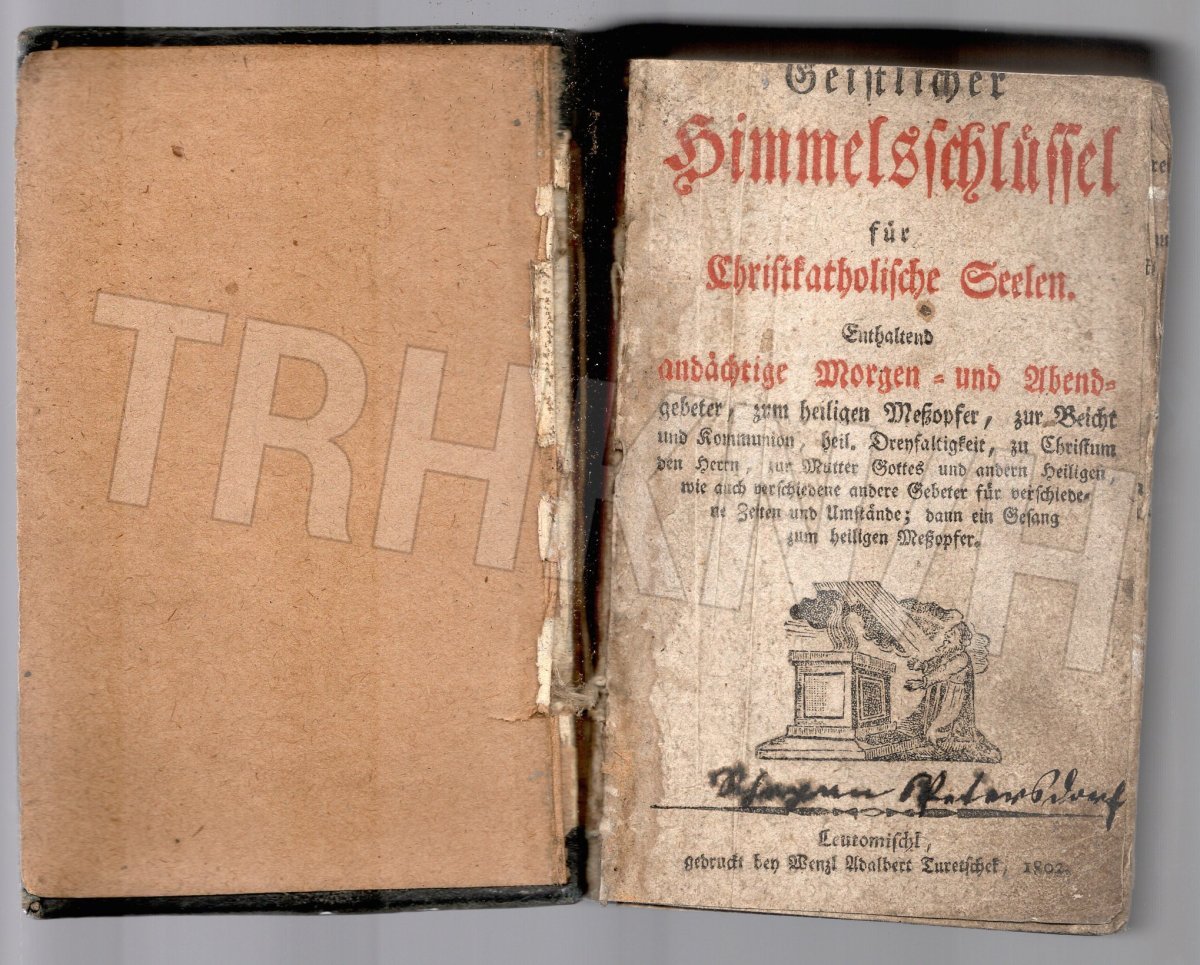 Geistlicher
Himmelsschlüssel
für
Christkatholische Seelen.
Enthaltend
andächtige Morgen- und Abend-
gebeter, zum heiligen Meßopfer, zur Beicht
und Kommunion, heil. Dreyfaltigkeit, zu Christum
den Herrn, zur Mutter Gottes und andern Heiligen,
wie auch verschiedene andere Gebeter für verschiede-
ne Zeiten und Umstände; dann ein Gesang
zum heiligen Meßopfer.
Petersdorf
Leutomischl,
gedruckt bey Wenzl Adalbert Turetschek, 1802.
TRHKNIH